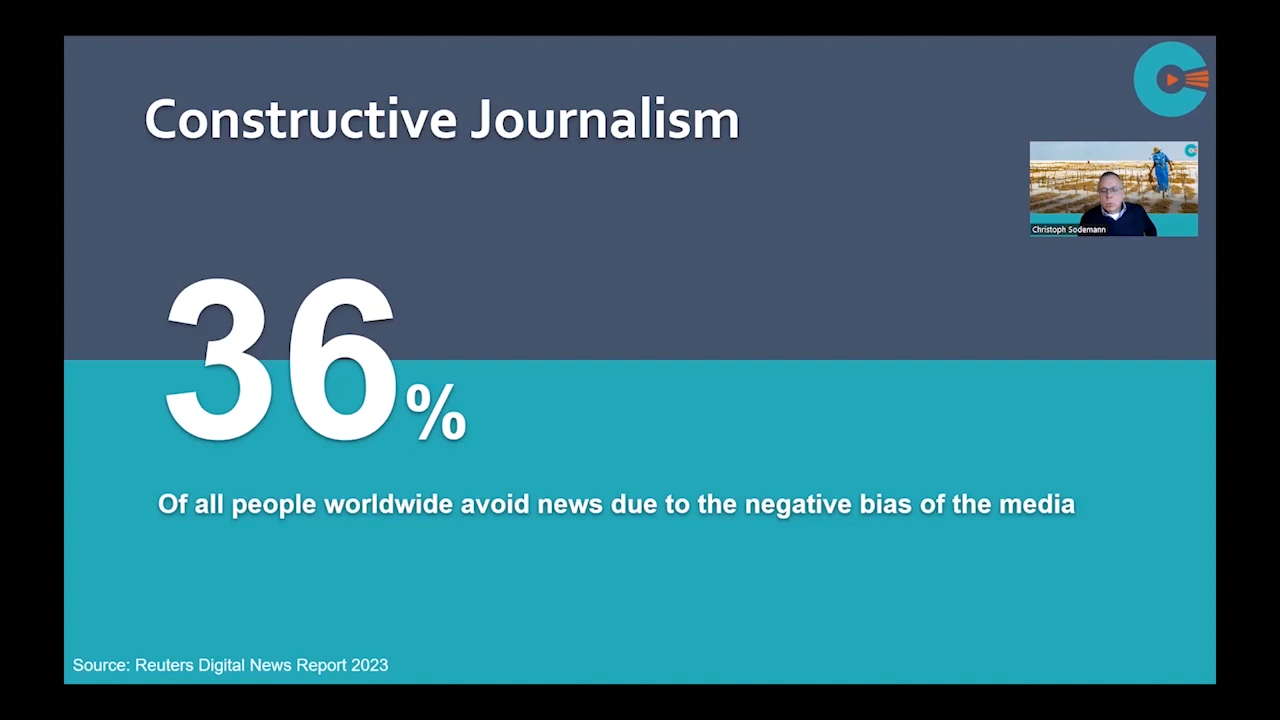 Constructive Journalism
Christoph Sodemann
36%
Of all people worldwide avoid news due to the negative bias of the media
Source: Reuters Digital News Report 2023